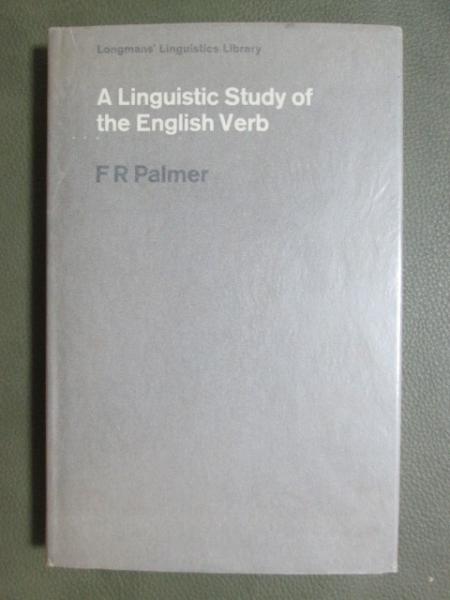 Longmans' Linguistics Library
A Linguistic Study of
the English Verb
F R Palmer